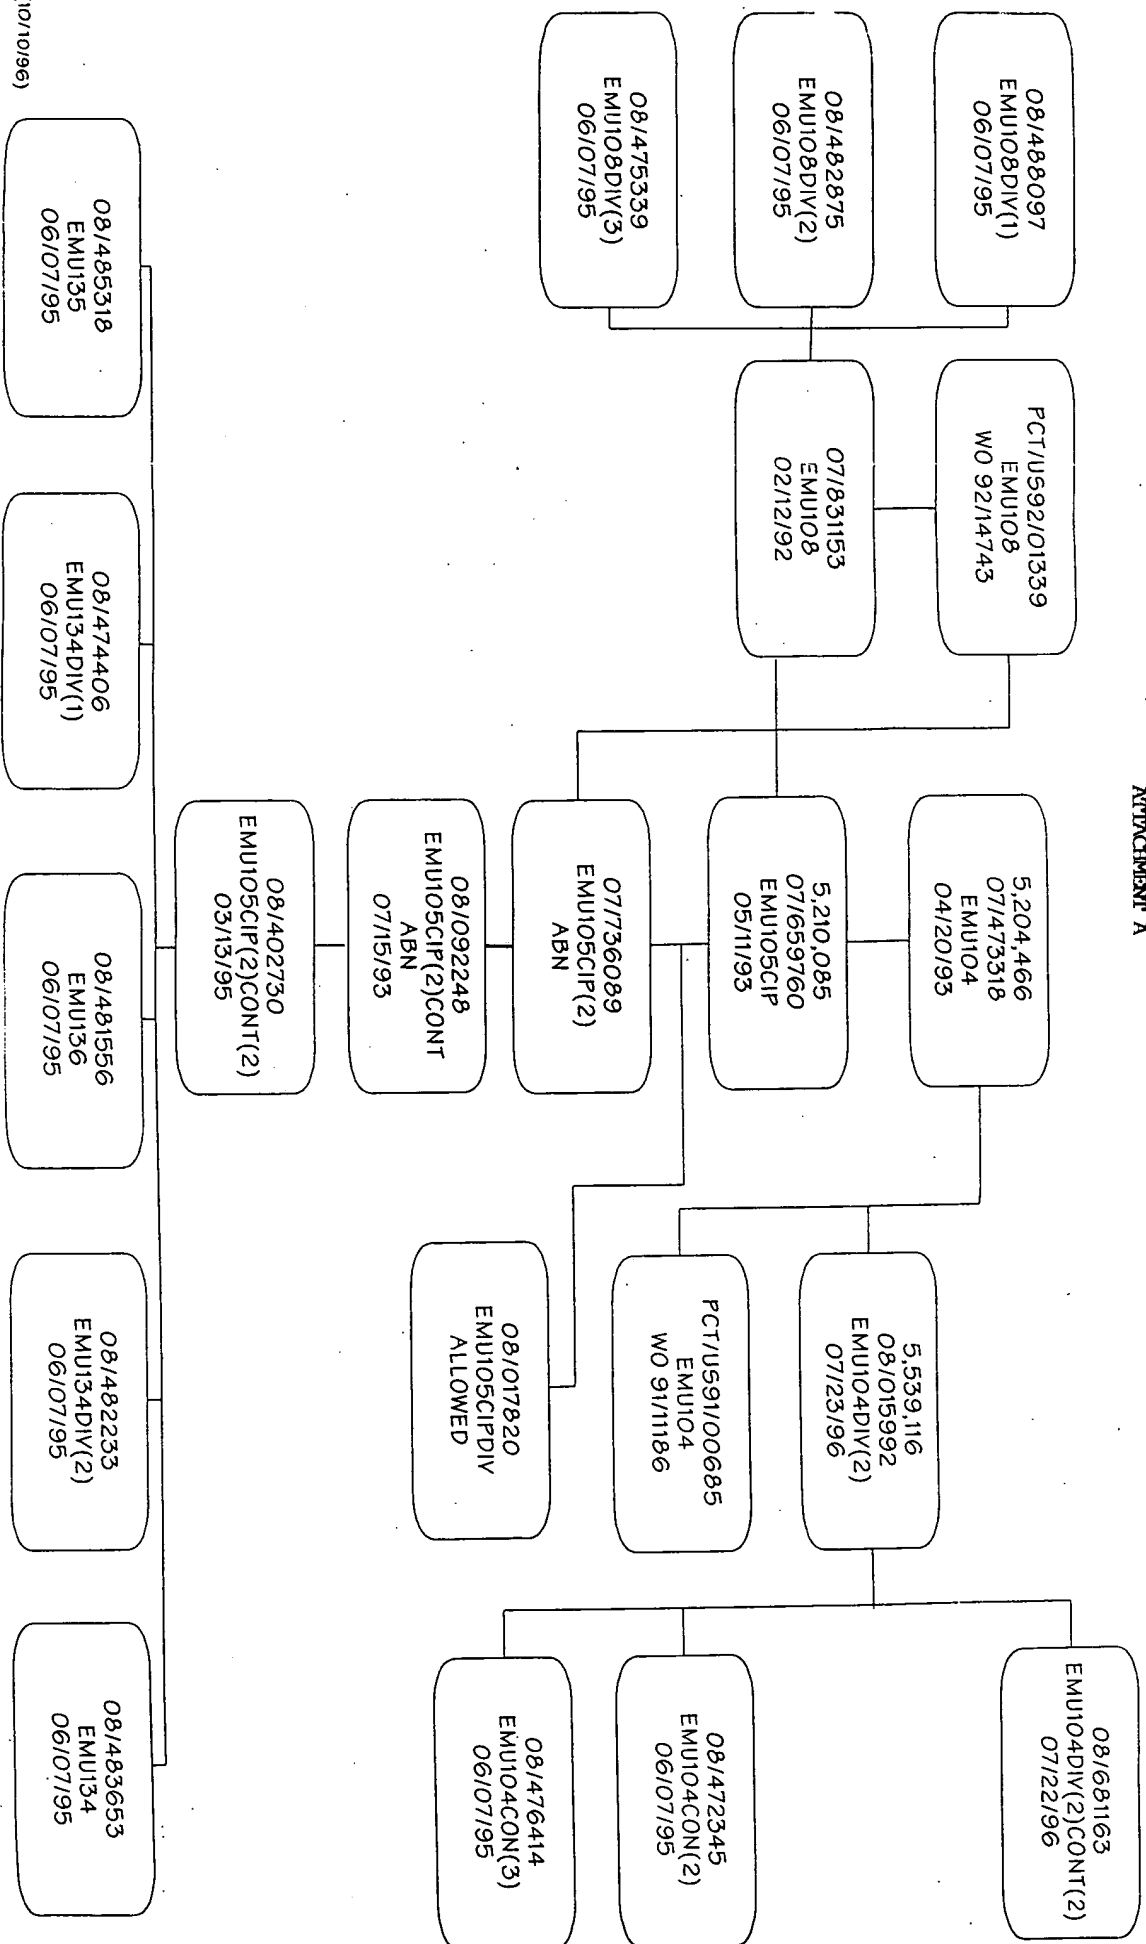 ATTACHMENT A
08/488097
EMU108DIV(1)
06/07/95
PCT/US92/01339
EMU108
WO 92/14743
5,204,466
07/473318
EMU104
04/20/93
5,539,116
08/015992
EMU104DIV(2)
07/23/96
08/681163
EMU104DIV(2)CONT(2)
07/22/96
08/482875
EMU108DIV(2)
06/07/95
07/831153
EMU108
02/12/92
5,210,085
07/659760
EMU105CIP
05/11/93
PCT/US91/00685
EMU104
WO 91/11186
08/472345
EMU104CON(2)
06/07/95
08/475339
EMU108DIV(3)
06/07/95
07/736089
EMU105CIP(2)
ABN
08/017820
EMU105CIPDIV
ALLOWED
08/476414
EMU104CON(3)
06/07/95
08/092248
EMU105CIP(2)CONT
ABN
07/15/93
08/402730
EMU105CIP(2)CONT(2)
03/13/95
08/485318
EMU135
06/07/95
08/474406
EMU134DIV(1)
06/07/95
08/481556
EMU136
06/07/95
08/482233
EMU134DIV(2)
06/07/95
08/483653
EMU134
06/07/95
10/10/96)